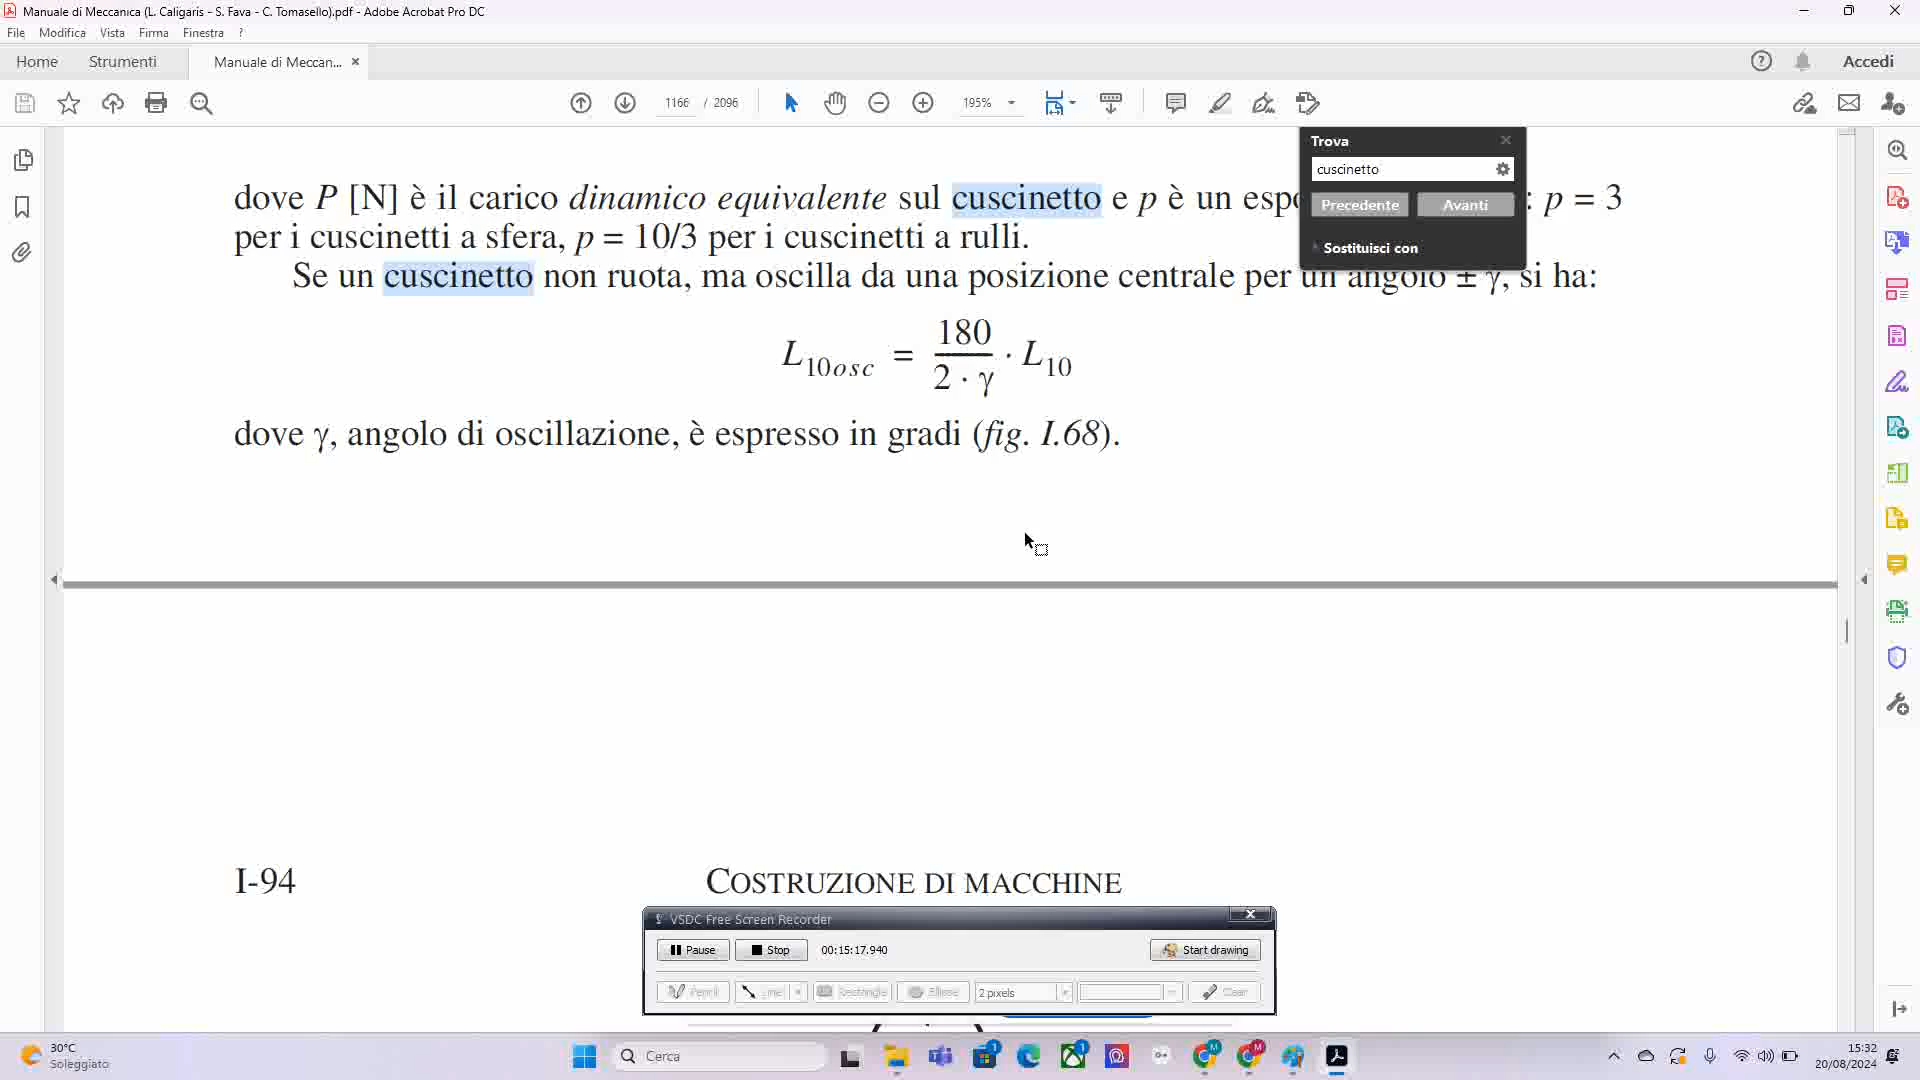 Manuale di Meccanica (L. Caligaris - S. Fava - C. Tomasello).pdf - Adobe Acrobat Pro DC
File Modifica Vista Firma Finestra ?
Home Strumenti Manuale di Meccan... × Accedi
1166 / 2096 195%
Trova
cuscinetto
Precedente Avanti
Sostituisci con
dove P [N] è il carico dinamico equivalente sul cuscinetto e p è un espo : p = 3
per i cuscinetti a sfera, p = 10/3 per i cuscinetti a rulli.
Se un cuscinetto non ruota, ma oscilla da una posizione centrale per un angolo ± γ, si ha:
L10osc = 180 / 2 · γ · L10
dove γ, angolo di oscillazione, è espresso in gradi (fig. I.68).
I-94 COSTRUZIONE DI MACCHINE
VSDC Free Screen Recorder
Pause Stop 00:15:17.940 Start drawing
Pencil Line Rectangle Ellipse 2 pixels Clear
30°C
Soleggiato
Cerca
15:32
20/08/2024